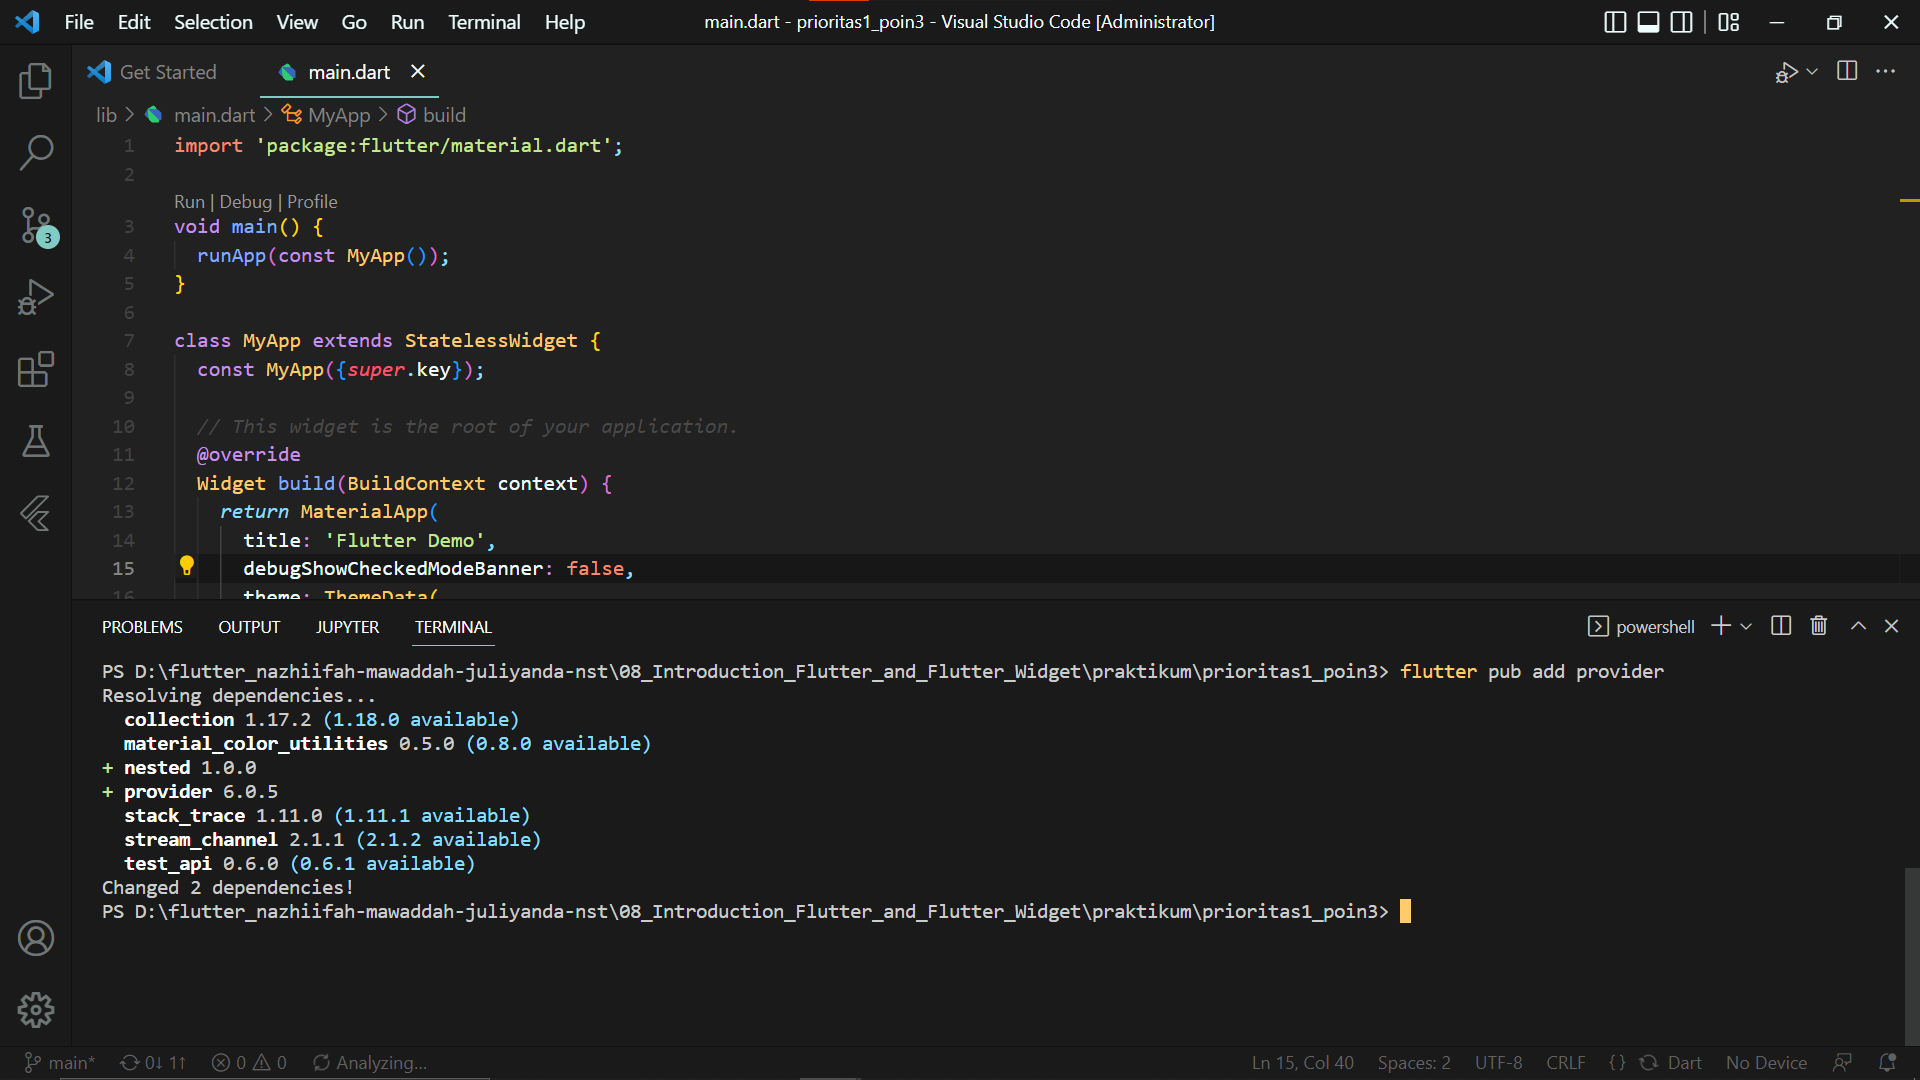 File Edit Selection View Go Run Terminal Help main.dart - prioritas1_poin3 - Visual Studio Code [Administrator]
Get Started main.dart
lib > main.dart > MyApp > build
1 import 'package:flutter/material.dart';
2
Run | Debug | Profile
3 void main() {
4 runApp(const MyApp());
5 }
6
7 class MyApp extends StatelessWidget {
8 const MyApp({super.key});
9
10 // This widget is the root of your application.
11 @override
12 Widget build(BuildContext context) {
13 return MaterialApp(
14 title: 'Flutter Demo',
15 debugShowCheckedModeBanner: false,
16 theme: ThemeData(
3
PROBLEMS OUTPUT JUPYTER TERMINAL powershell
PS D:\flutter_nazhiifah-mawaddah-juliyanda-nst\08_Introduction_Flutter_and_Flutter_Widget\praktikum\prioritas1_poin3> flutter pub add provider
Resolving dependencies...
collection 1.17.2 (1.18.0 available)
material_color_utilities 0.5.0 (0.8.0 available)
+ nested 1.0.0
+ provider 6.0.5
stack_trace 1.11.0 (1.11.1 available)
stream_channel 2.1.1 (2.1.2 available)
test_api 0.6.0 (0.6.1 available)
Changed 2 dependencies!
PS D:\flutter_nazhiifah-mawaddah-juliyanda-nst\08_Introduction_Flutter_and_Flutter_Widget\praktikum\prioritas1_poin3>
main* 0↓ 1↑ 0 0 Analyzing... Ln 15, Col 40 Spaces: 2 UTF-8 CRLF {} Dart No Device